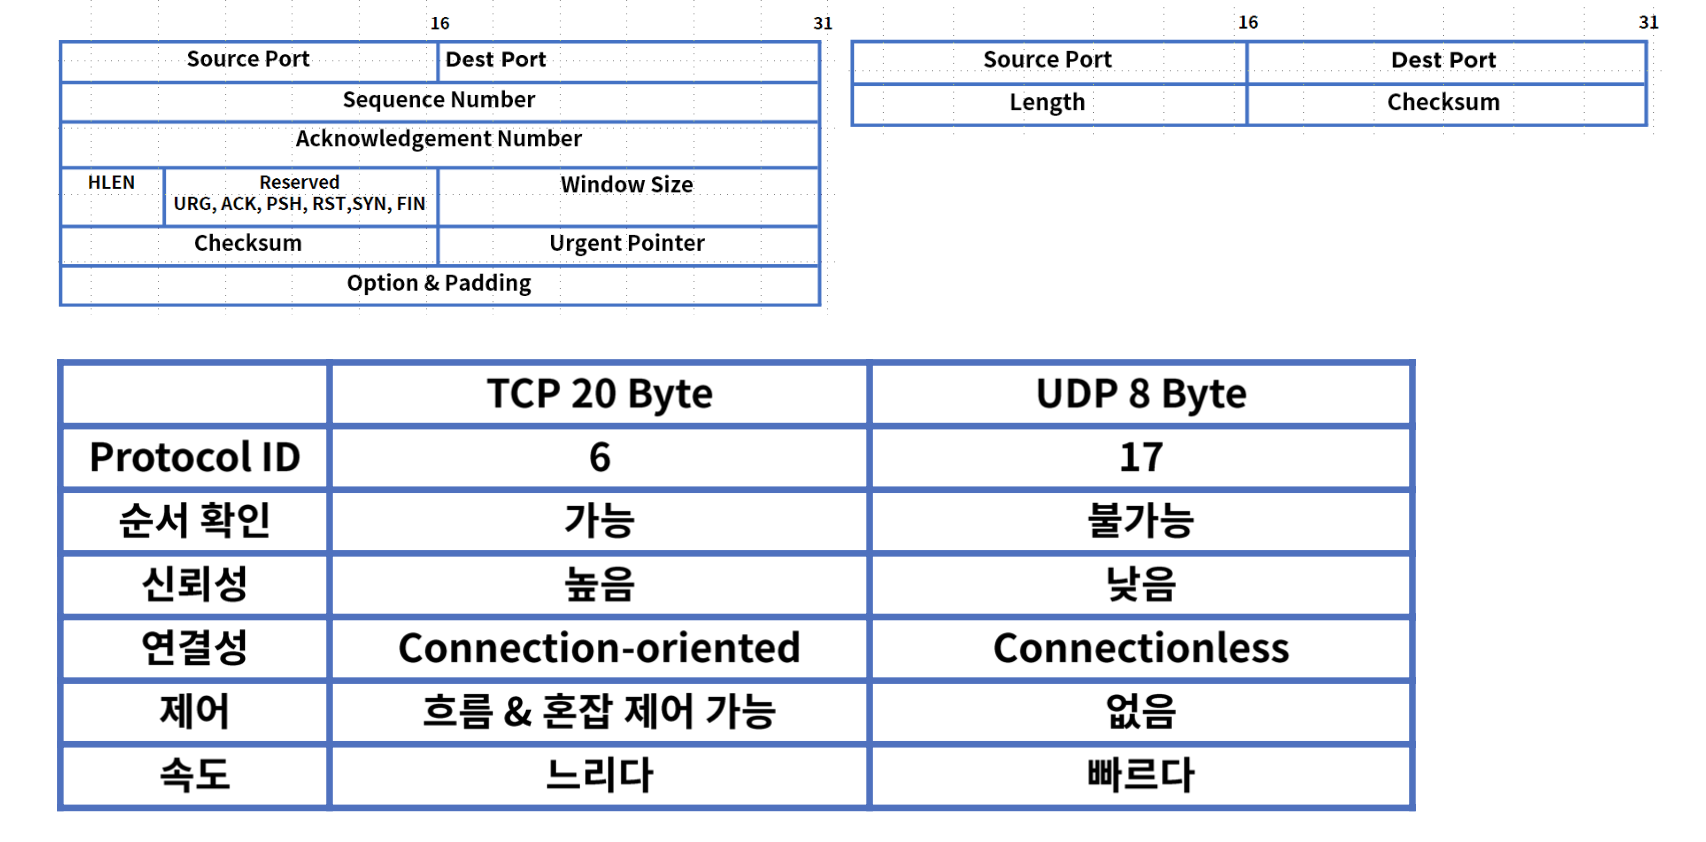 16 31
Source Port Dest Port
Sequence Number
Acknowledgement Number
HLEN Reserved Window Size
URG, ACK, PSH, RST,SYN, FIN
Checksum Urgent Pointer
Option & Padding
16 31
Source Port Dest Port
Length Checksum
TCP 20 Byte UDP 8 Byte
Protocol ID 6 17
순서 확인 가능 불가능
신뢰성 높음 낮음
연결성 Connection-oriented Connectionless
제어 흐름 & 혼잡 제어 가능 없음
속도 느리다 빠르다